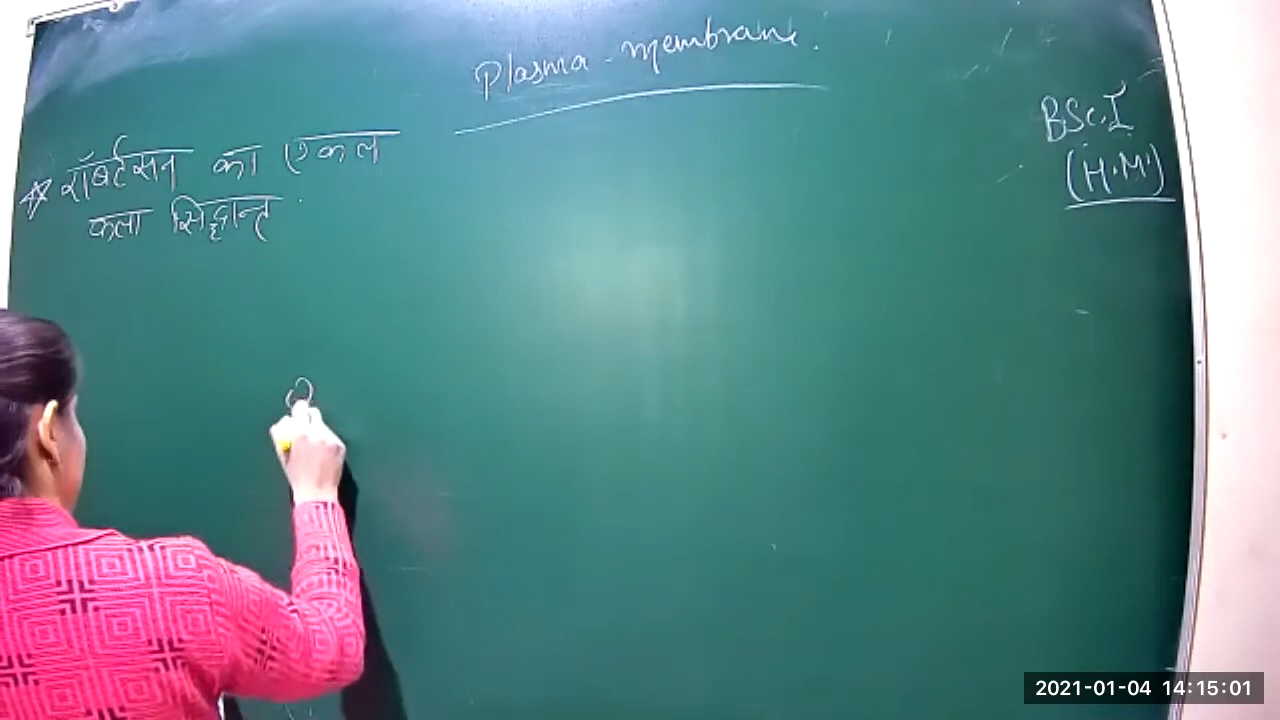 Plasma-membrane.
BSc.I
(H.M.)
* रॉबर्टसन का एकल
कला सिद्धान्त
2021-01-04 14:15:01